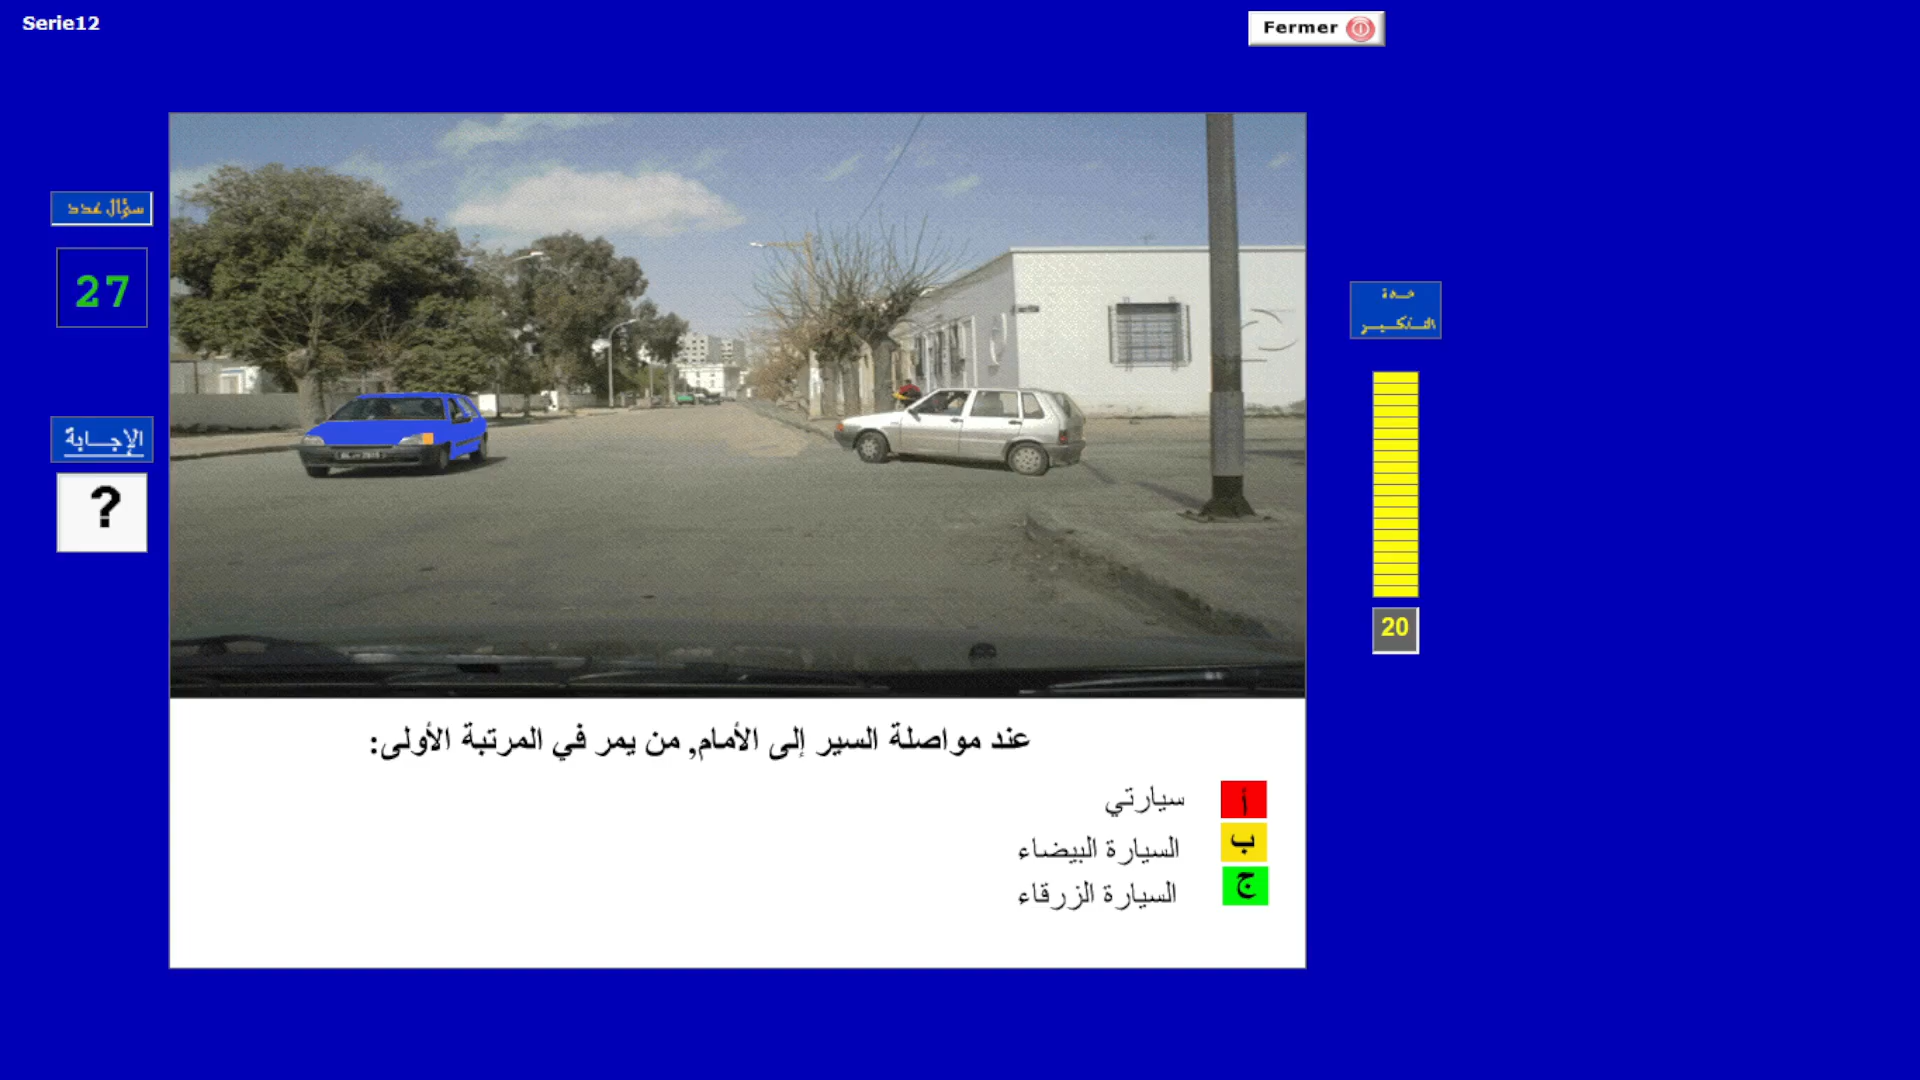 Serie12
Fermer
سؤال عدد
27
مدة
التفكير
الإجابة
?
20
عند مواصلة السير إلى الأمام, من يمر في المرتبة الأولى:
أ سيارتي
ب السيارة البيضاء
ج السيارة الزرقاء